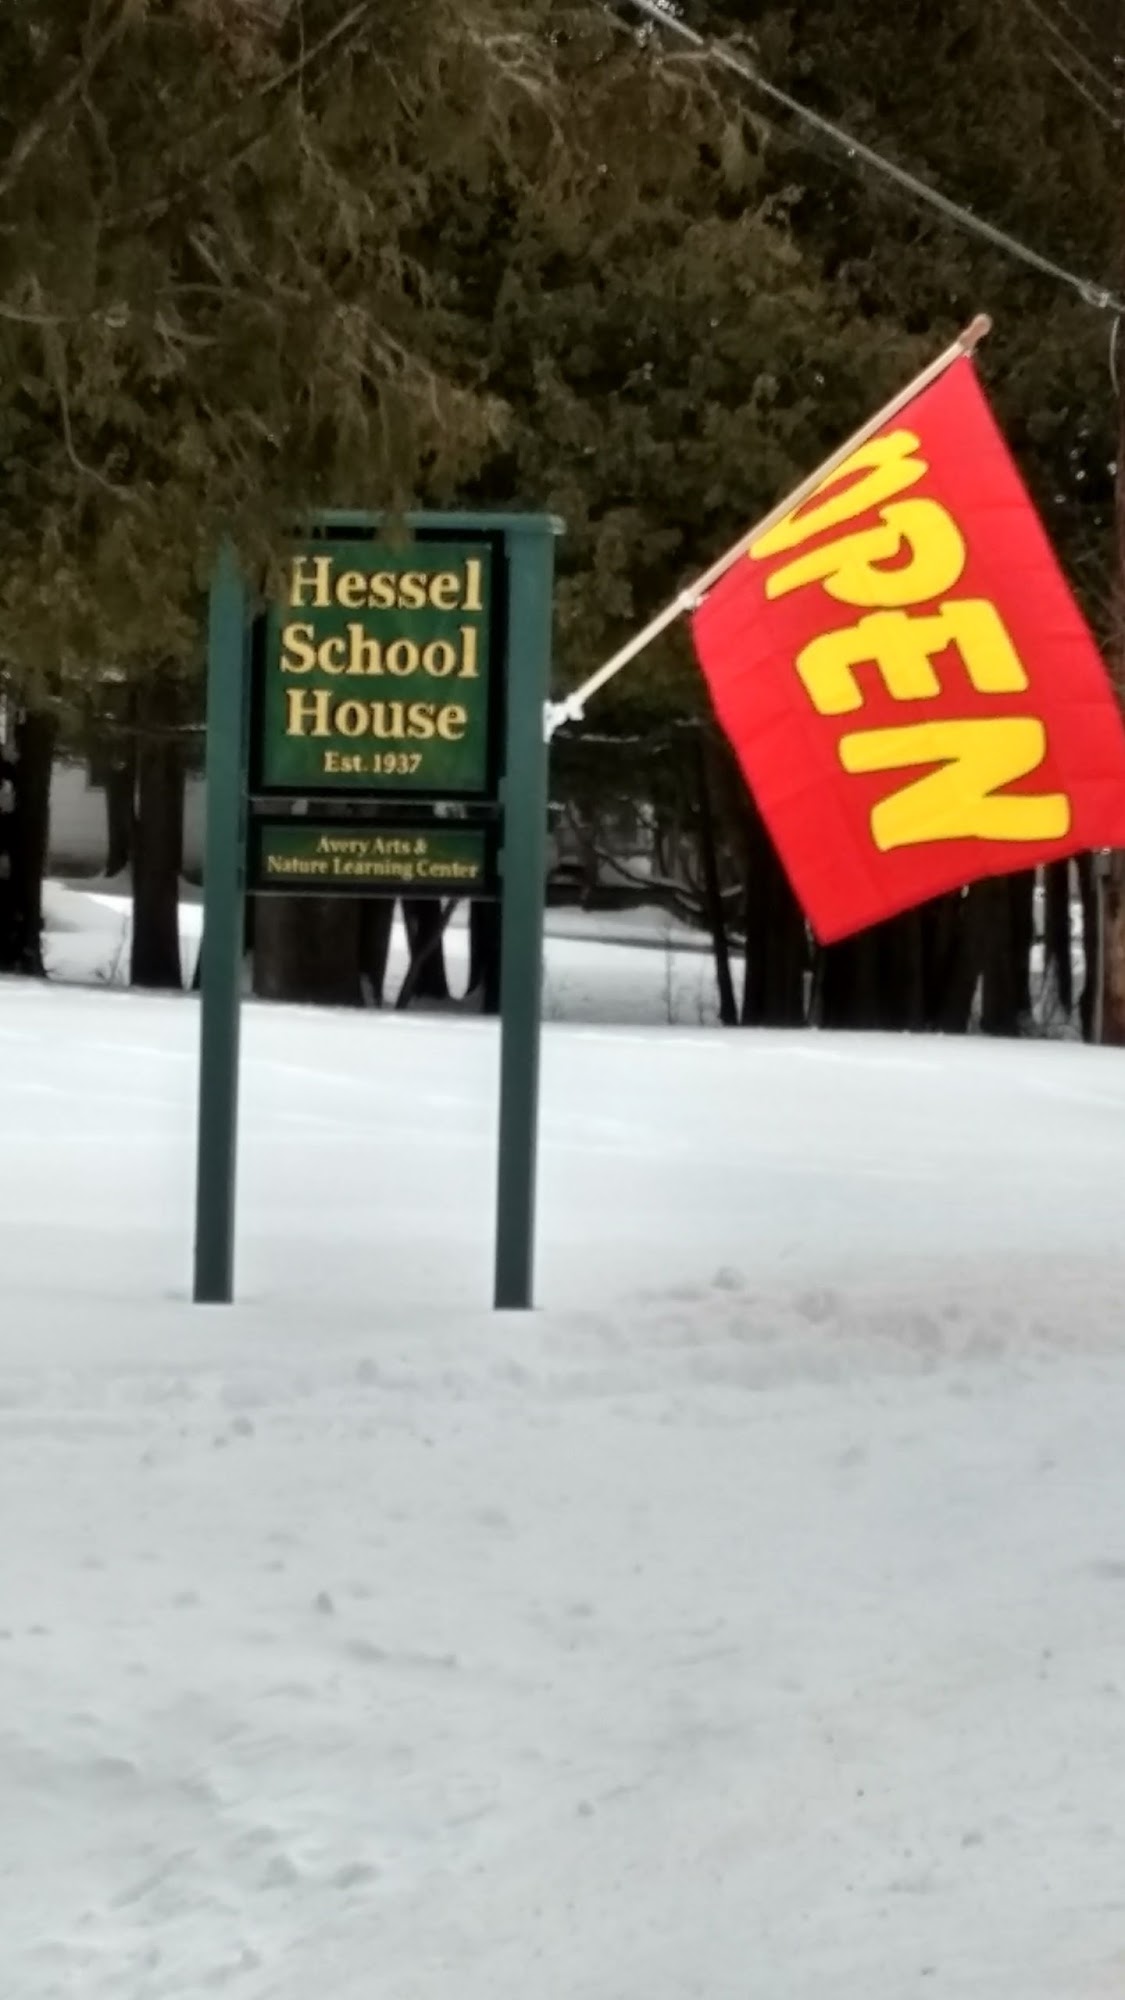 Hessel
School
House
Est. 1937
Avery Arts &
Nature Learning Center
OPEN